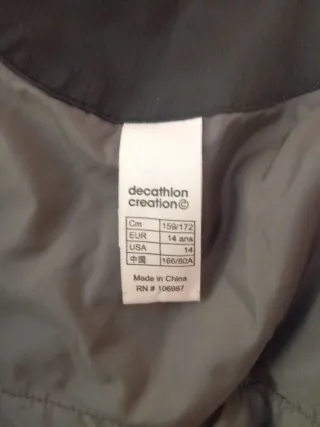 decathlon
creation©
Cm 159/172
EUR 14 ans
USA 14
中国 166/80A
Made in China
RN # 106987